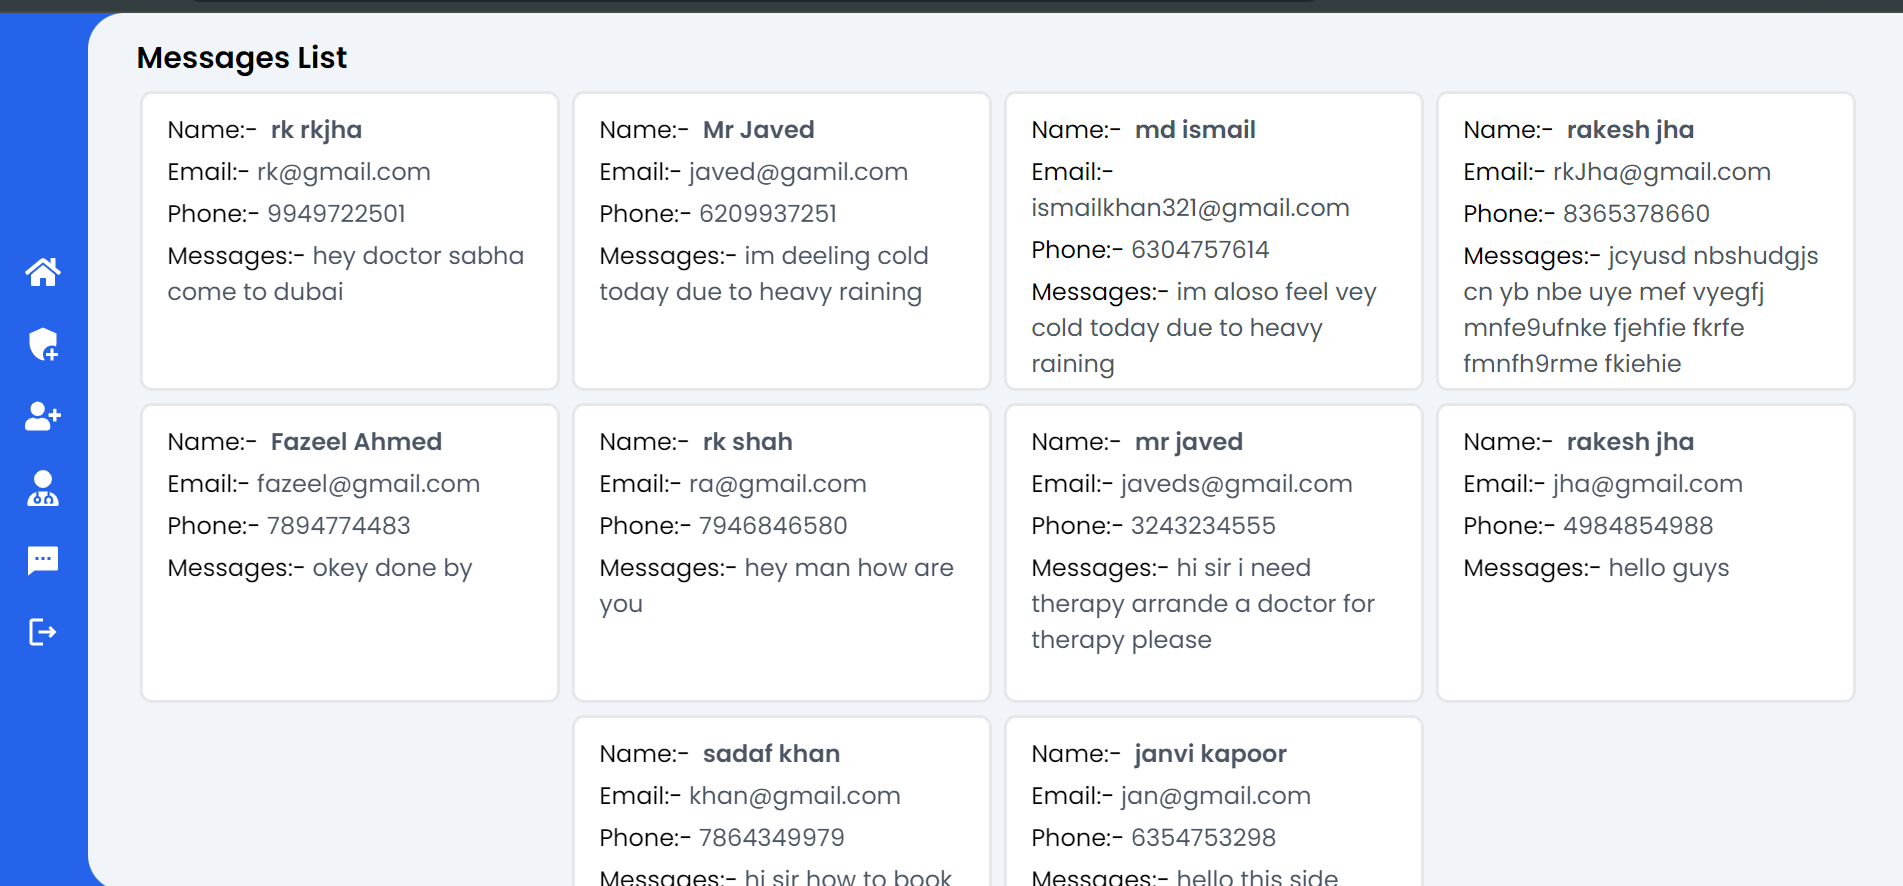 Messages List
Name:- rk rkjha
Email:- rk@gmail.com
Phone:- 9949722501
Messages:- hey doctor sabha
come to dubai
Name:- Mr Javed
Email:- javed@gamil.com
Phone:- 6209937251
Messages:- im deeling cold
today due to heavy raining
Name:- md ismail
Email:-
ismailkhan321@gmail.com
Phone:- 6304757614
Messages:- im aloso feel vey
cold today due to heavy
raining
Name:- rakesh jha
Email:- rkJha@gmail.com
Phone:- 8365378660
Messages:- jcyusd nbshudgjs
cn yb nbe uye mef vyegfj
mnfe9ufnke fjehfie fkrfe
fmnfh9rme fkiehie
Name:- Fazeel Ahmed
Email:- fazeel@gmail.com
Phone:- 7894774483
Messages:- okey done by
Name:- rk shah
Email:- ra@gmail.com
Phone:- 7946846580
Messages:- hey man how are
you
Name:- mr javed
Email:- javeds@gmail.com
Phone:- 3243234555
Messages:- hi sir i need
therapy arrande a doctor for
therapy please
Name:- rakesh jha
Email:- jha@gmail.com
Phone:- 4984854988
Messages:- hello guys
Name:- sadaf khan
Email:- khan@gmail.com
Phone:- 7864349979
Messages:- hi sir how to book
Name:- janvi kapoor
Email:- jan@gmail.com
Phone:- 6354753298
Messages:- hello this side